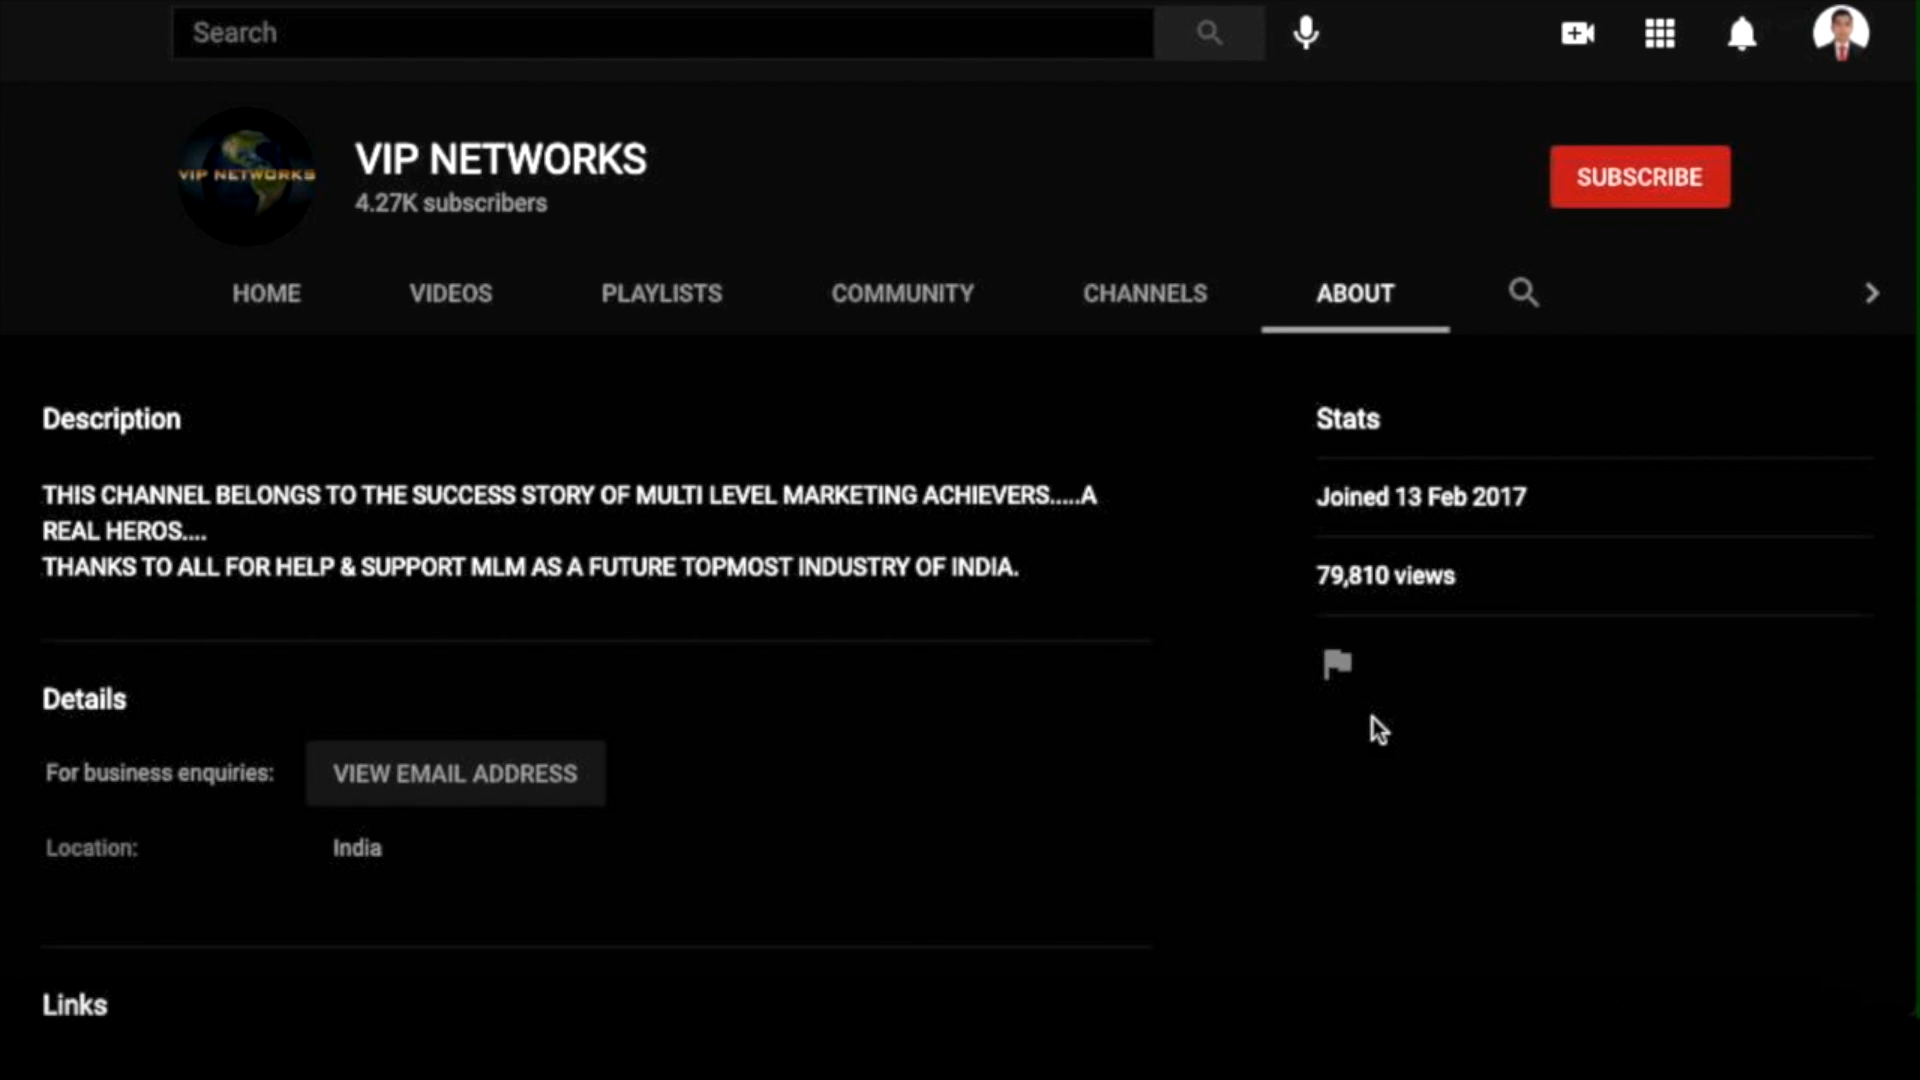 Search
VIP NETWORKS
VIP NETWORKS
4.27K subscribers
SUBSCRIBE
HOME VIDEOS PLAYLISTS COMMUNITY CHANNELS ABOUT
Description
THIS CHANNEL BELONGS TO THE SUCCESS STORY OF MULTI LEVEL MARKETING ACHIEVERS.....A
REAL HEROS....
THANKS TO ALL FOR HELP & SUPPORT MLM AS A FUTURE TOPMOST INDUSTRY OF INDIA.
Stats
Joined 13 Feb 2017
79,810 views
Details
For business enquiries: VIEW EMAIL ADDRESS
Location: India
Links